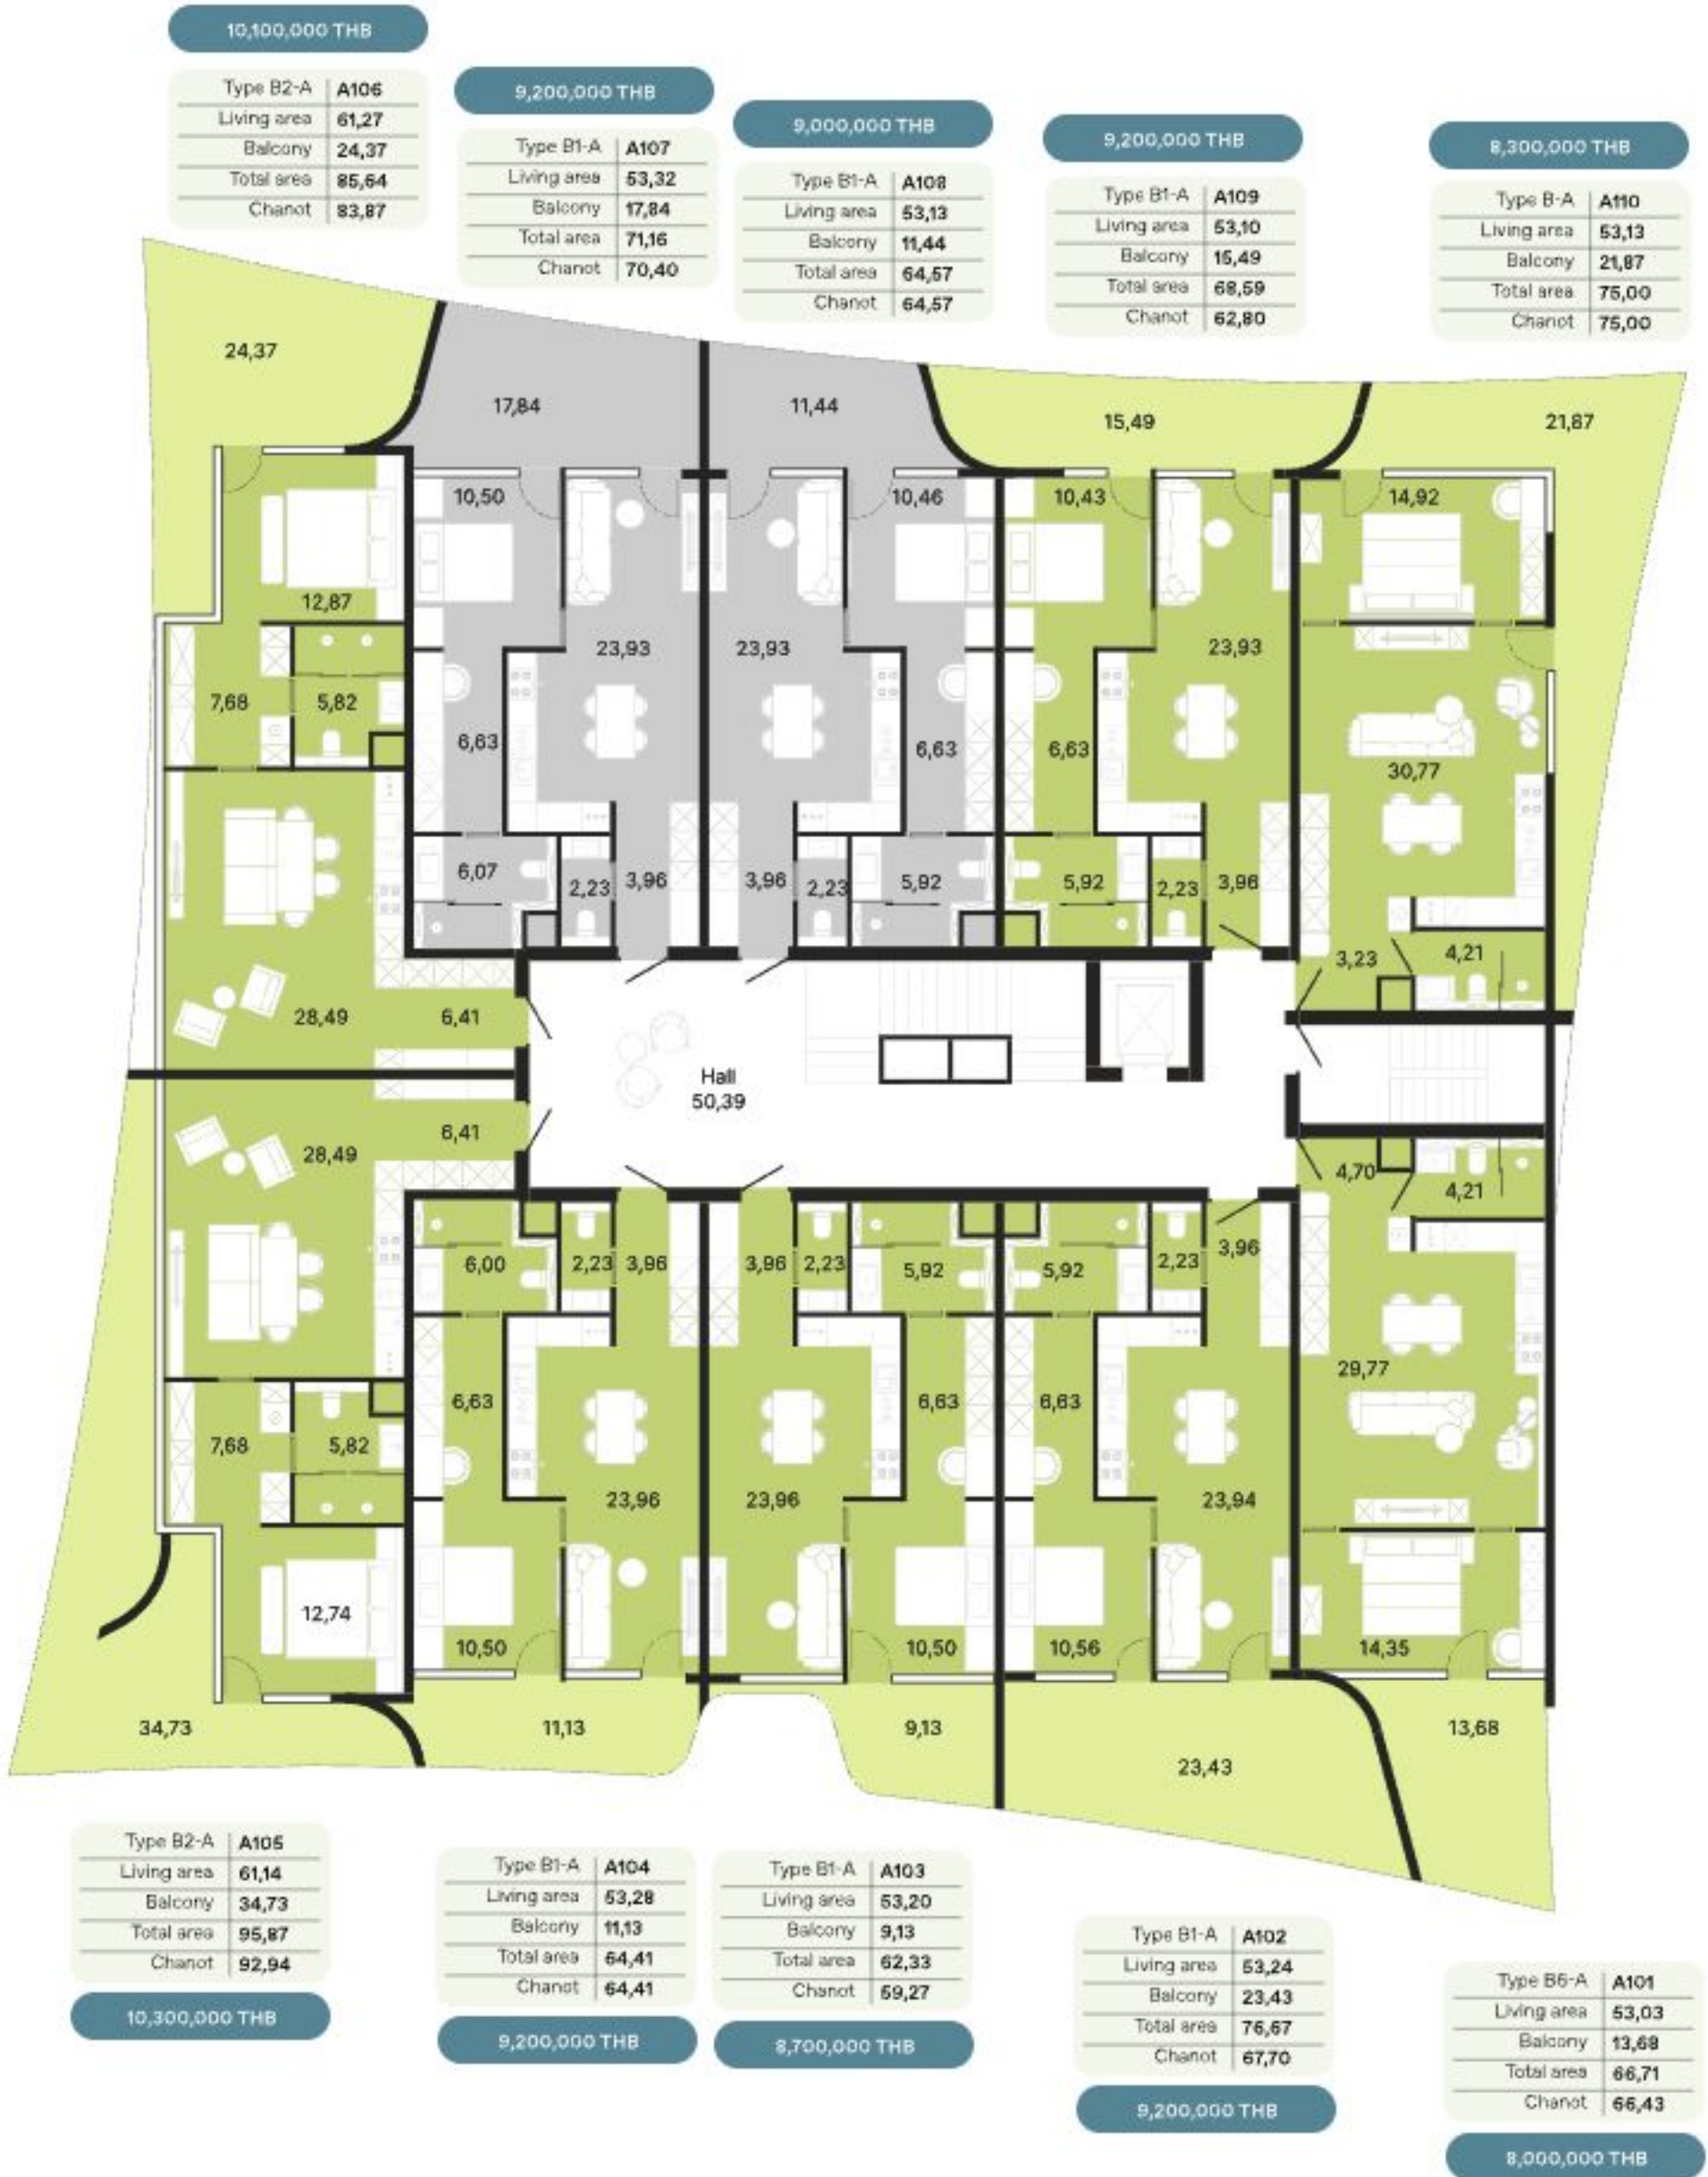 10,100,000 THB
Type B2-A A106
Living area 61,27
Balcony 24,37
Total area 85,64
Chanot 83,87
9,200,000 THB
Type B1-A A107
Living area 53,32
Balcony 17,84
Total area 71,16
Chanot 70,40
9,000,000 THB
Type B1-A A108
Living area 53,13
Balcony 11,44
Total area 64,57
Chanot 64,57
9,200,000 THB
Type B1-A A109
Living area 53,10
Balcony 15,49
Total area 68,59
Chanot 62,80
8,300,000 THB
Type B-A A110
Living area 53,13
Balcony 21,87
Total area 75,00
Chanot 75,00
24,37
17,84
11,44
15,49
21,87
10,50
10,46
10,43
14,92
12,87
23,93
23,93
23,93
7,68
5,82
6,63
6,63
6,63
30,77
6,07
2,23
3,96
3,96
2,23
5,92
5,92
2,23
3,96
3,23
4,21
28,49
6,41
Hall
50,39
6,41
28,49
4,70
4,21
6,00
2,23
3,96
3,96
2,23
5,92
5,92
2,23
3,96
29,77
6,63
6,63
6,63
7,68
5,82
23,96
23,96
23,94
12,74
10,50
10,50
10,56
14,35
34,73
11,13
9,13
23,43
13,68
Type B2-A A105
Living area 61,14
Balcony 34,73
Total area 95,87
Chanot 92,94
10,300,000 THB
Type B1-A A104
Living area 53,28
Balcony 11,13
Total area 64,41
Chanot 64,41
9,200,000 THB
Type B1-A A103
Living area 53,20
Balcony 9,13
Total area 62,33
Chanot 59,27
8,700,000 THB
Type B1-A A102
Living area 53,24
Balcony 23,43
Total area 76,67
Chanot 67,70
9,200,000 THB
Type B6-A A101
Living area 53,03
Balcony 13,68
Total area 66,71
Chanot 66,43
8,000,000 THB